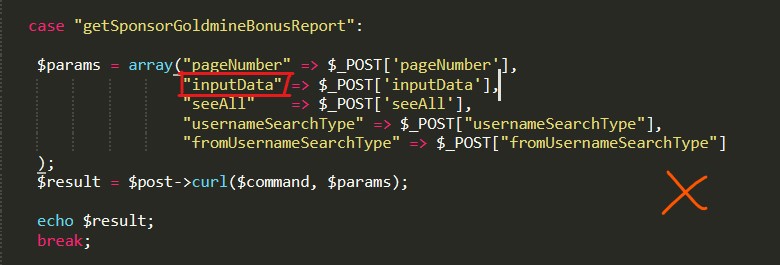 case "getSponsorGoldmineBonusReport":
$params = array("pageNumber" => $_POST['pageNumber'],
"inputData" => $_POST['inputData'],
"seeAll" => $_POST['seeAll'],
"usernameSearchType" => $_POST["usernameSearchType"],
"fromUsernameSearchType" => $_POST["fromUsernameSearchType"]
);
$result = $post->curl($command, $params);
echo $result;
break;